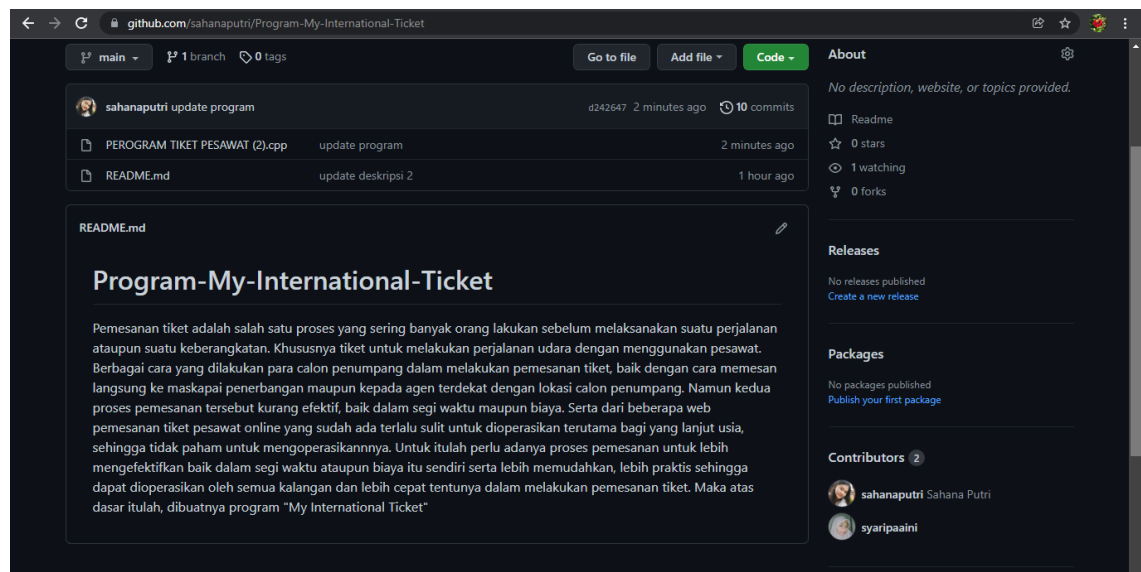 github.com/sahanaputri/Program-My-International-Ticket
main 1 branch 0 tags Go to file Add file Code
sahanaputri update program d242647 2 minutes ago 10 commits
PEROGRAM TIKET PESAWAT (2).cpp update program 2 minutes ago
README.md update deskripsi 2 1 hour ago
README.md
Program-My-International-Ticket
Pemesanan tiket adalah salah satu proses yang sering banyak orang lakukan sebelum melaksanakan suatu perjalanan
ataupun suatu keberangkatan. Khususnya tiket untuk melakukan perjalanan udara dengan menggunakan pesawat.
Berbagai cara yang dilakukan para calon penumpang dalam melakukan pemesanan tiket, baik dengan cara memesan
langsung ke maskapai penerbangan maupun kepada agen terdekat dengan lokasi calon penumpang. Namun kedua
proses pemesanan tersebut kurang efektif, baik dalam segi waktu maupun biaya. Serta dari beberapa web
pemesanan tiket pesawat online yang sudah ada terlalu sulit untuk dioperasikan terutama bagi yang lanjut usia,
sehingga tidak paham untuk mengoperasikannnya. Untuk itulah perlu adanya proses pemesanan untuk lebih
mengefektifkan baik dalam segi waktu ataupun biaya itu sendiri serta lebih memudahkan, lebih praktis sehingga
dapat dioperasikan oleh semua kalangan dan lebih cepat tentunya dalam melakukan pemesanan tiket. Maka atas
dasar itulah, dibuatnya program "My International Ticket"
About
No description, website, or topics provided.
Readme
0 stars
1 watching
0 forks
Releases
No releases published
Create a new release
Packages
No packages published
Publish your first package
Contributors 2
sahanaputri Sahana Putri
syaripaaini